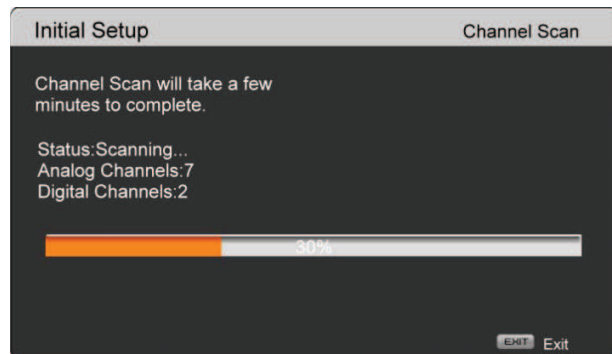 Initial Setup Channel Scan
Channel Scan will take a few
minutes to complete.
Status:Scanning...
Analog Channels:7
Digital Channels:2
30%
EXIT Exit